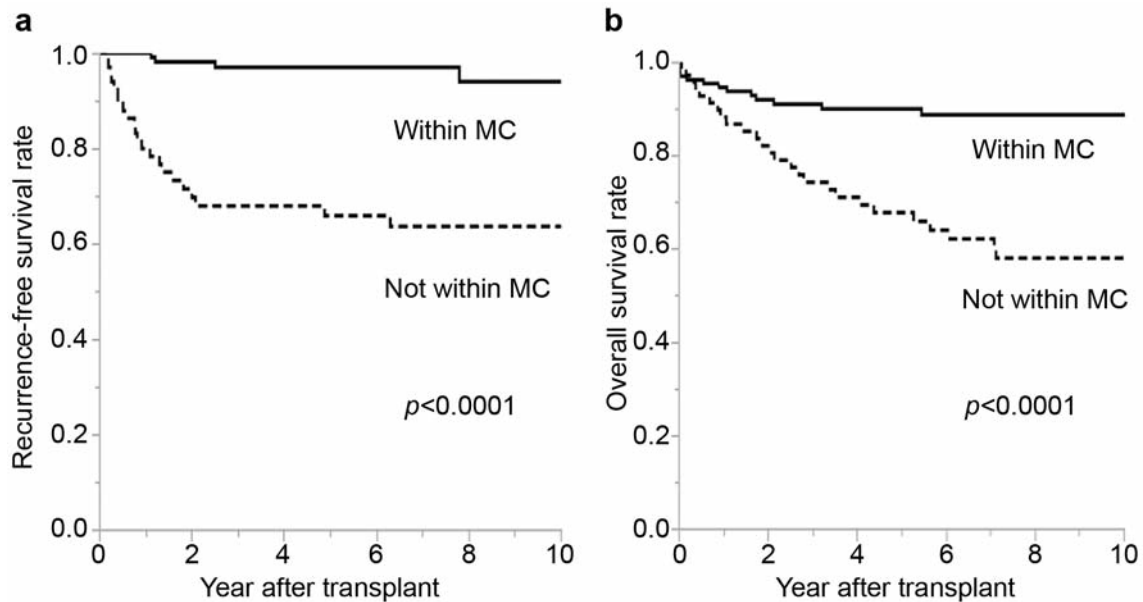 a
Recurrence-free survival rate
1.0
0.8
0.6
0.4
0.2
0.0
Within MC
Not within MC
p<0.0001
0 2 4 6 8 10
Year after transplant
b
Overall survival rate
1.0
0.8
0.6
0.4
0.2
0.0
Within MC
Not within MC
p<0.0001
0 2 4 6 8 10
Year after transplant